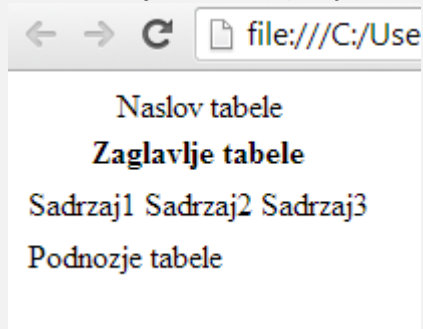 file:///C:/Use
Naslov tabele
Zaglavlje tabele
Sadrzaj1 Sadrzaj2 Sadrzaj3
Podnozje tabele